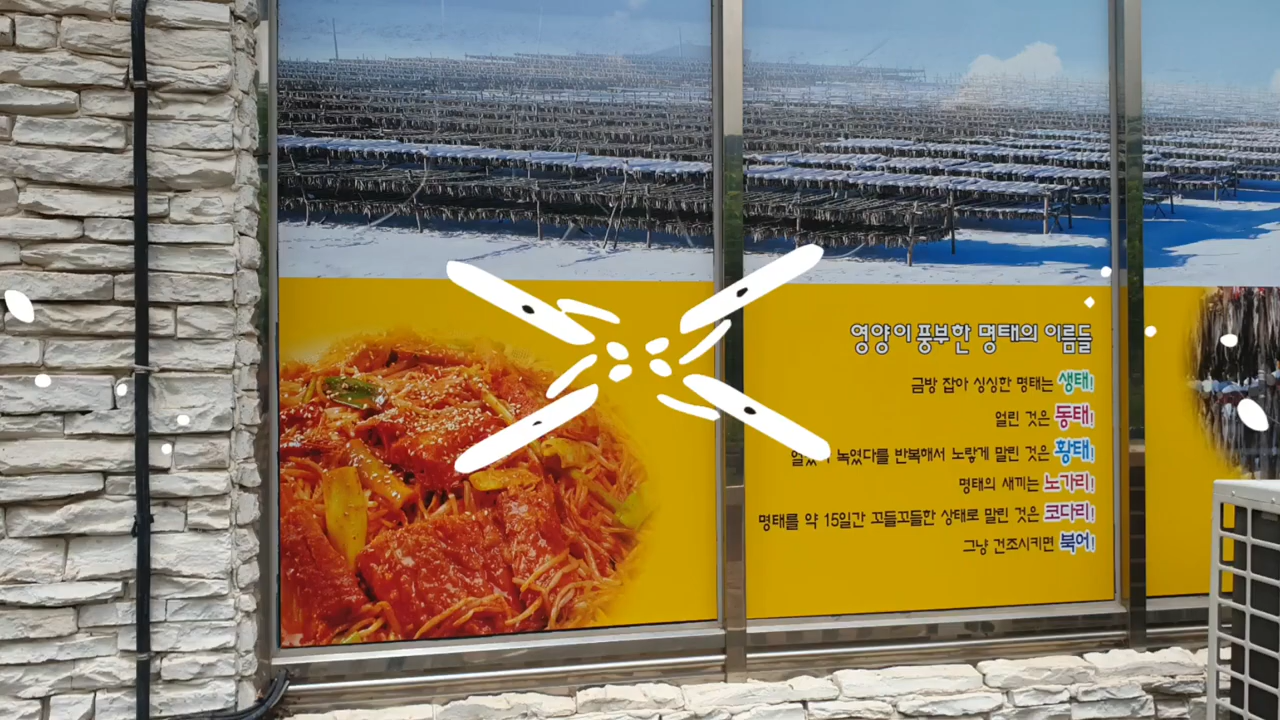 영양이 풍부한 명태의 이름들
금방 잡아 싱싱한 명태는 생태!
얼린 것은 동태!
녹였다를 반복해서 노랗게 말린 것은 황태!
명태의 새끼는 노가리!
명태를 약 15일간 꼬들꼬들한 상태로 말린 것은 코다리!
그냥 건조시키면 북어!